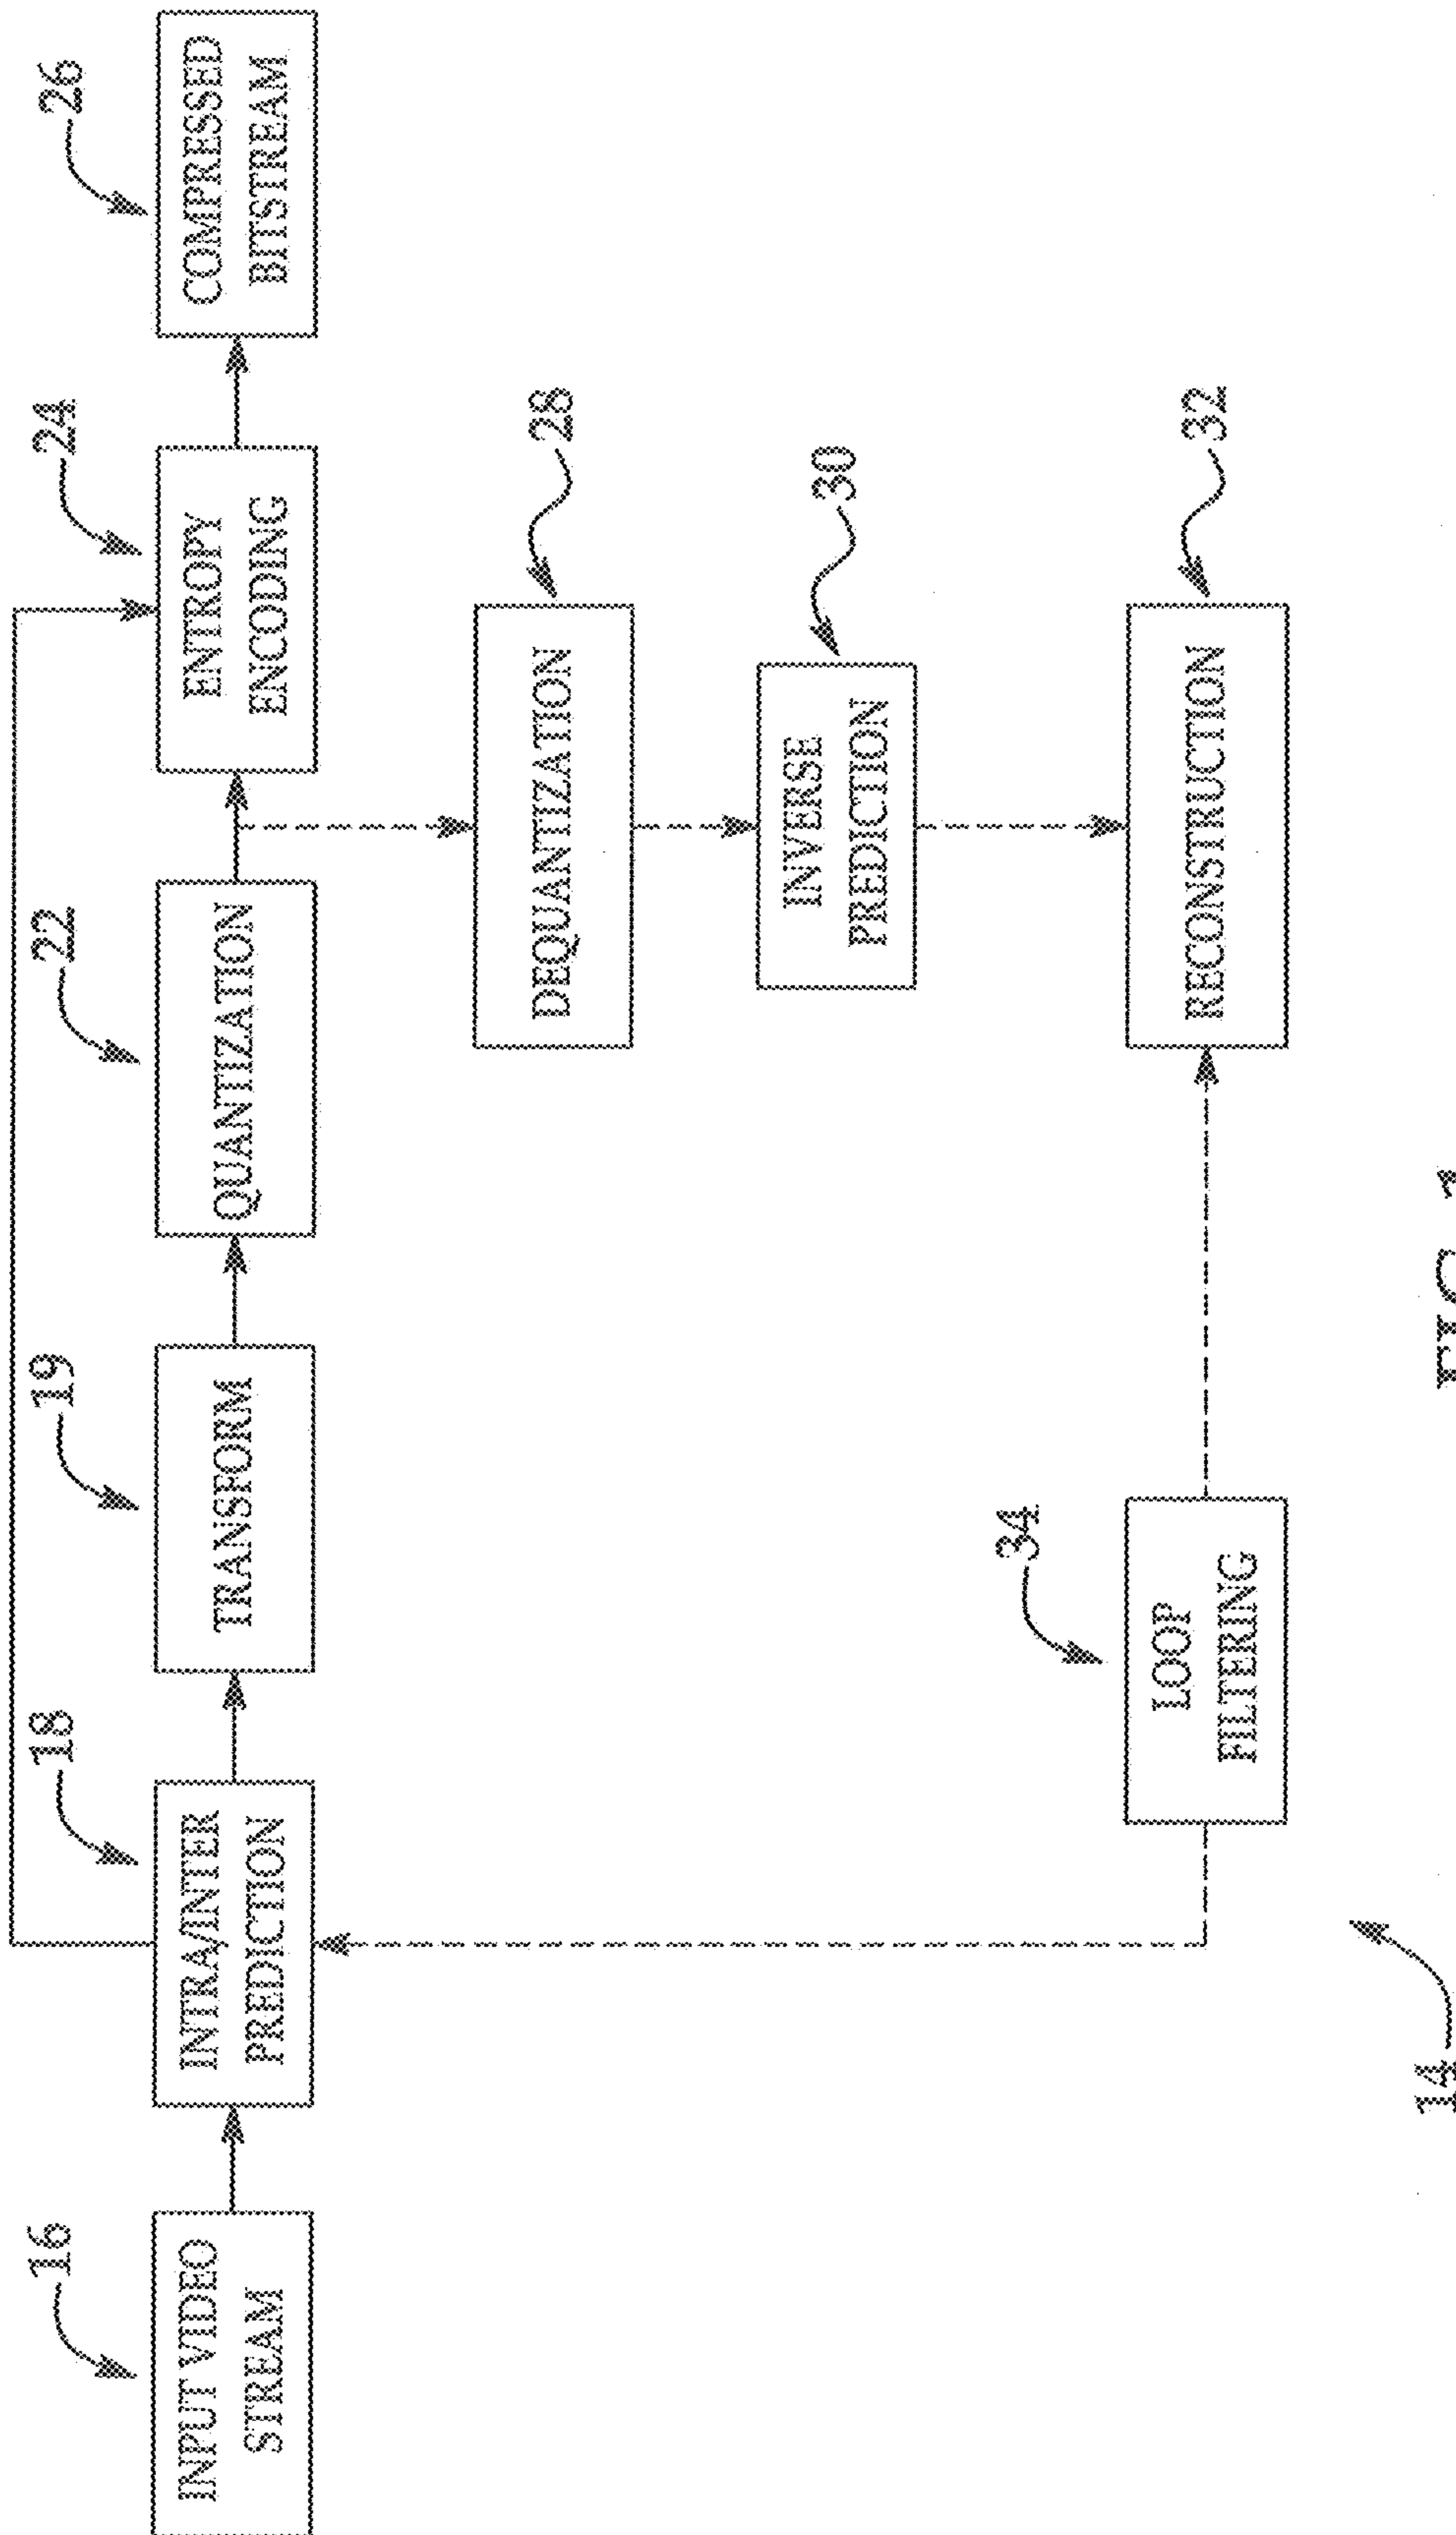 16
INPUT VIDEO
STREAM
18
INTRA/INTER
PREDICTION
19
TRANSFORM
22
QUANTIZATION
24
ENTROPY
ENCODING
26
COMPRESSED
BITSTREAM
28
DEQUANTIZATION
30
INVERSE
PREDICTION
34
LOOP
FILTERING
32
RECONSTRUCTION
14